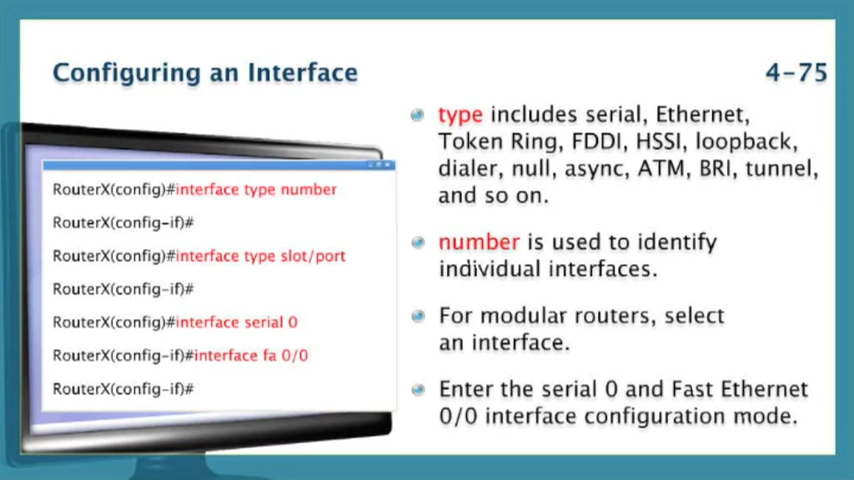 Configuring an Interface
4-75
RouterX(config)#interface type number
RouterX(config-if)#
RouterX(config)#interface type slot/port
RouterX(config-if)#
RouterX(config)#interface serial 0
RouterX(config-if)#interface fa 0/0
RouterX(config-if)#
type includes serial, Ethernet,
Token Ring, FDDI, HSSI, loopback,
dialer, null, async, ATM, BRI, tunnel,
and so on.
number is used to identify
individual interfaces.
For modular routers, select
an interface.
Enter the serial 0 and Fast Ethernet
0/0 interface configuration mode.